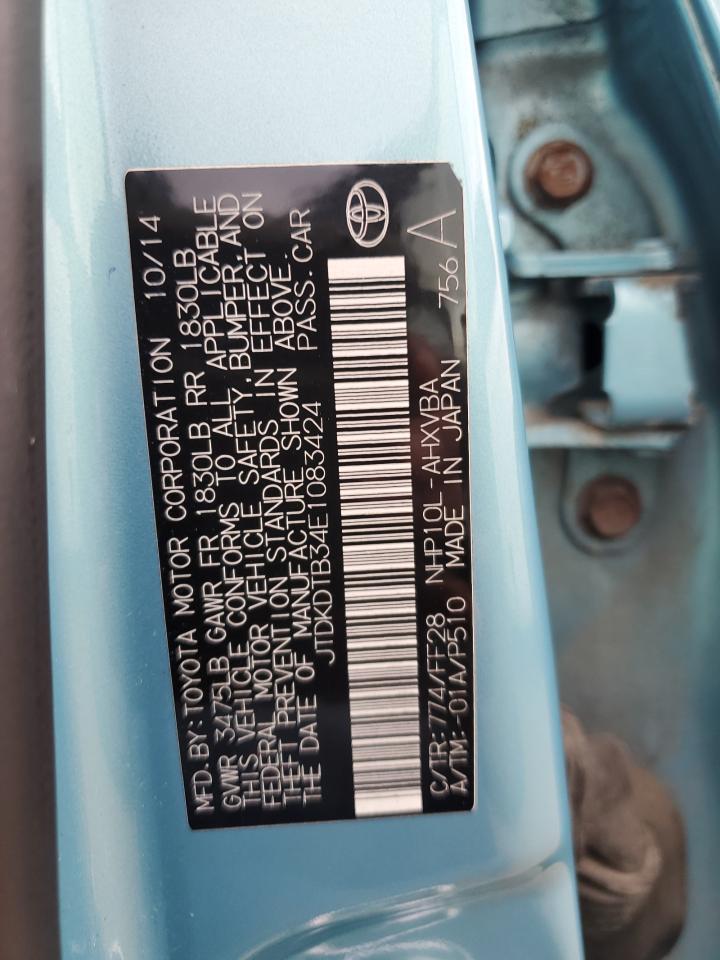 MFD.BY:TOYOTA MOTOR CORPORATION 10/14
GVWR 3475LB GAWR FR 1830LB RR 1830LB
THIS VEHICLE CONFORMS TO ALL APPLICABLE
FEDERAL MOTOR VEHICLE SAFETY,BUMPER,AND
THEFT PREVENTION STANDARDS IN EFFECT ON
THE DATE OF MANUFACTURE SHOWN ABOVE.
JTDKDTB34E1083424 PASS.CAR
C/TR:774/FF28 NHP10L-AHXVBA 756 A
A/TM:-01A/P510 MADE IN JAPAN